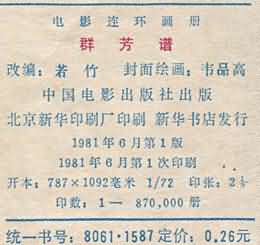 电影连环画册
群芳谱
改编：若竹 封面绘画：韦品高
中国电影出版社出版
北京新华印刷厂印刷 新华书店发行
1981年6月第1版
1981年6月第1次印刷
开本：787×1092毫米 1/72 印张：2⅓
印数：1—870,000册
统一书号：8061·1587 定价：0.26元